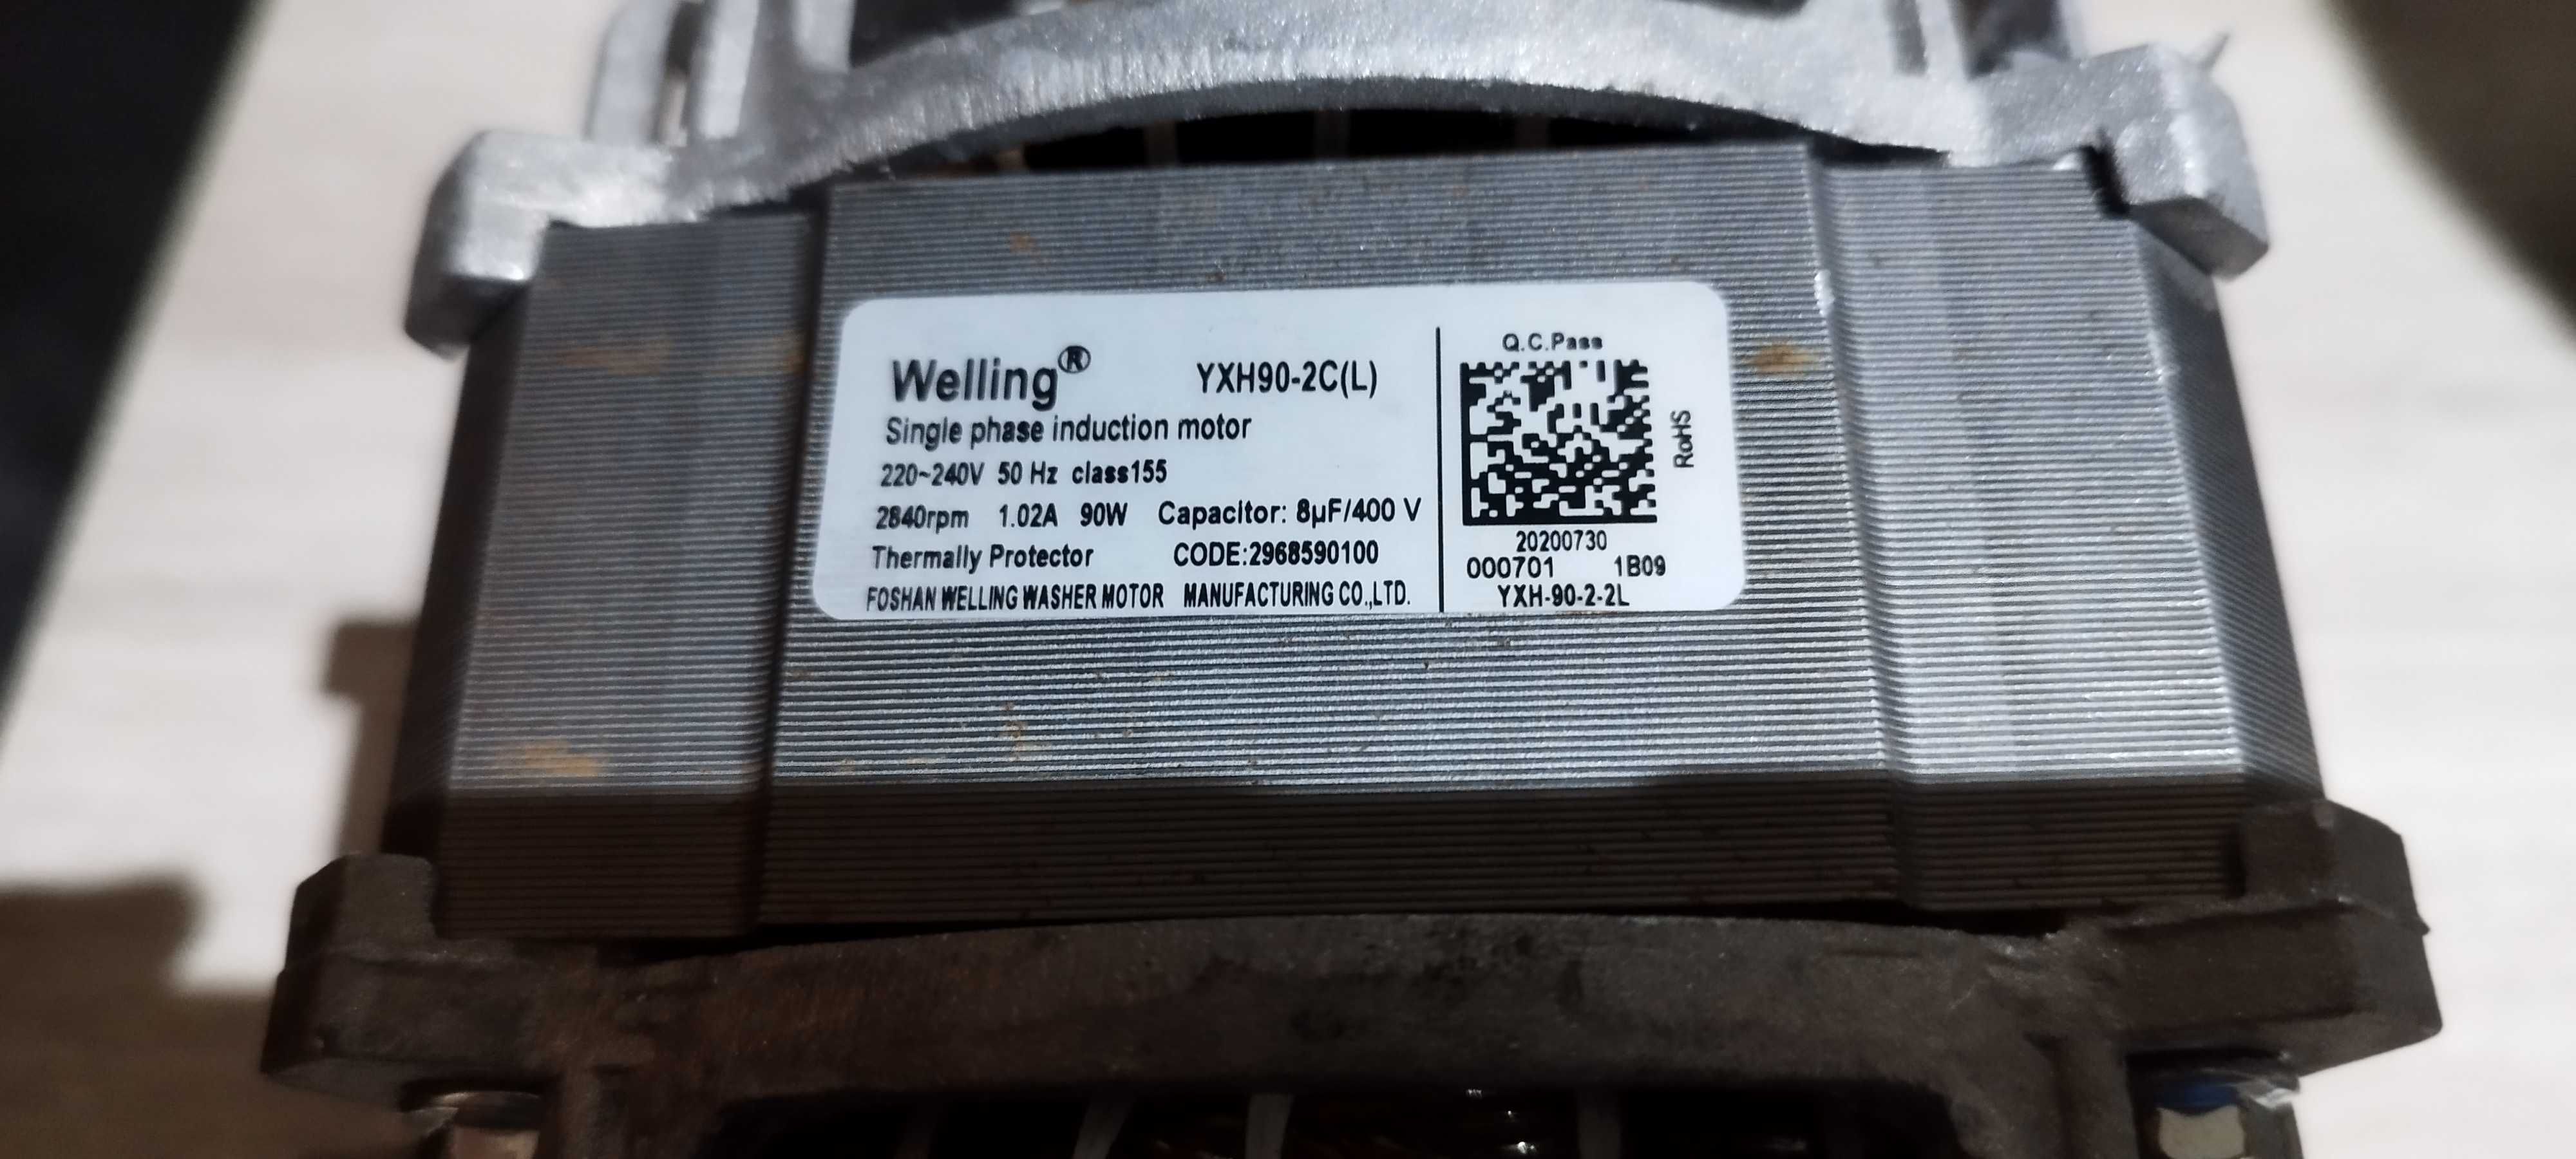 Welling® YXH90-2C(L)
Single phase induction motor
220~240V 50 Hz class155
2840rpm 1.02A 90W Capacitor: 8µF/400 V
Thermally Protector CODE:2968590100
FOSHAN WELLING WASHER MOTOR MANUFACTURING CO.,LTD.
Q.C.Pass
RoHS
20200730
000701 1B09
YXH-90-2-2L